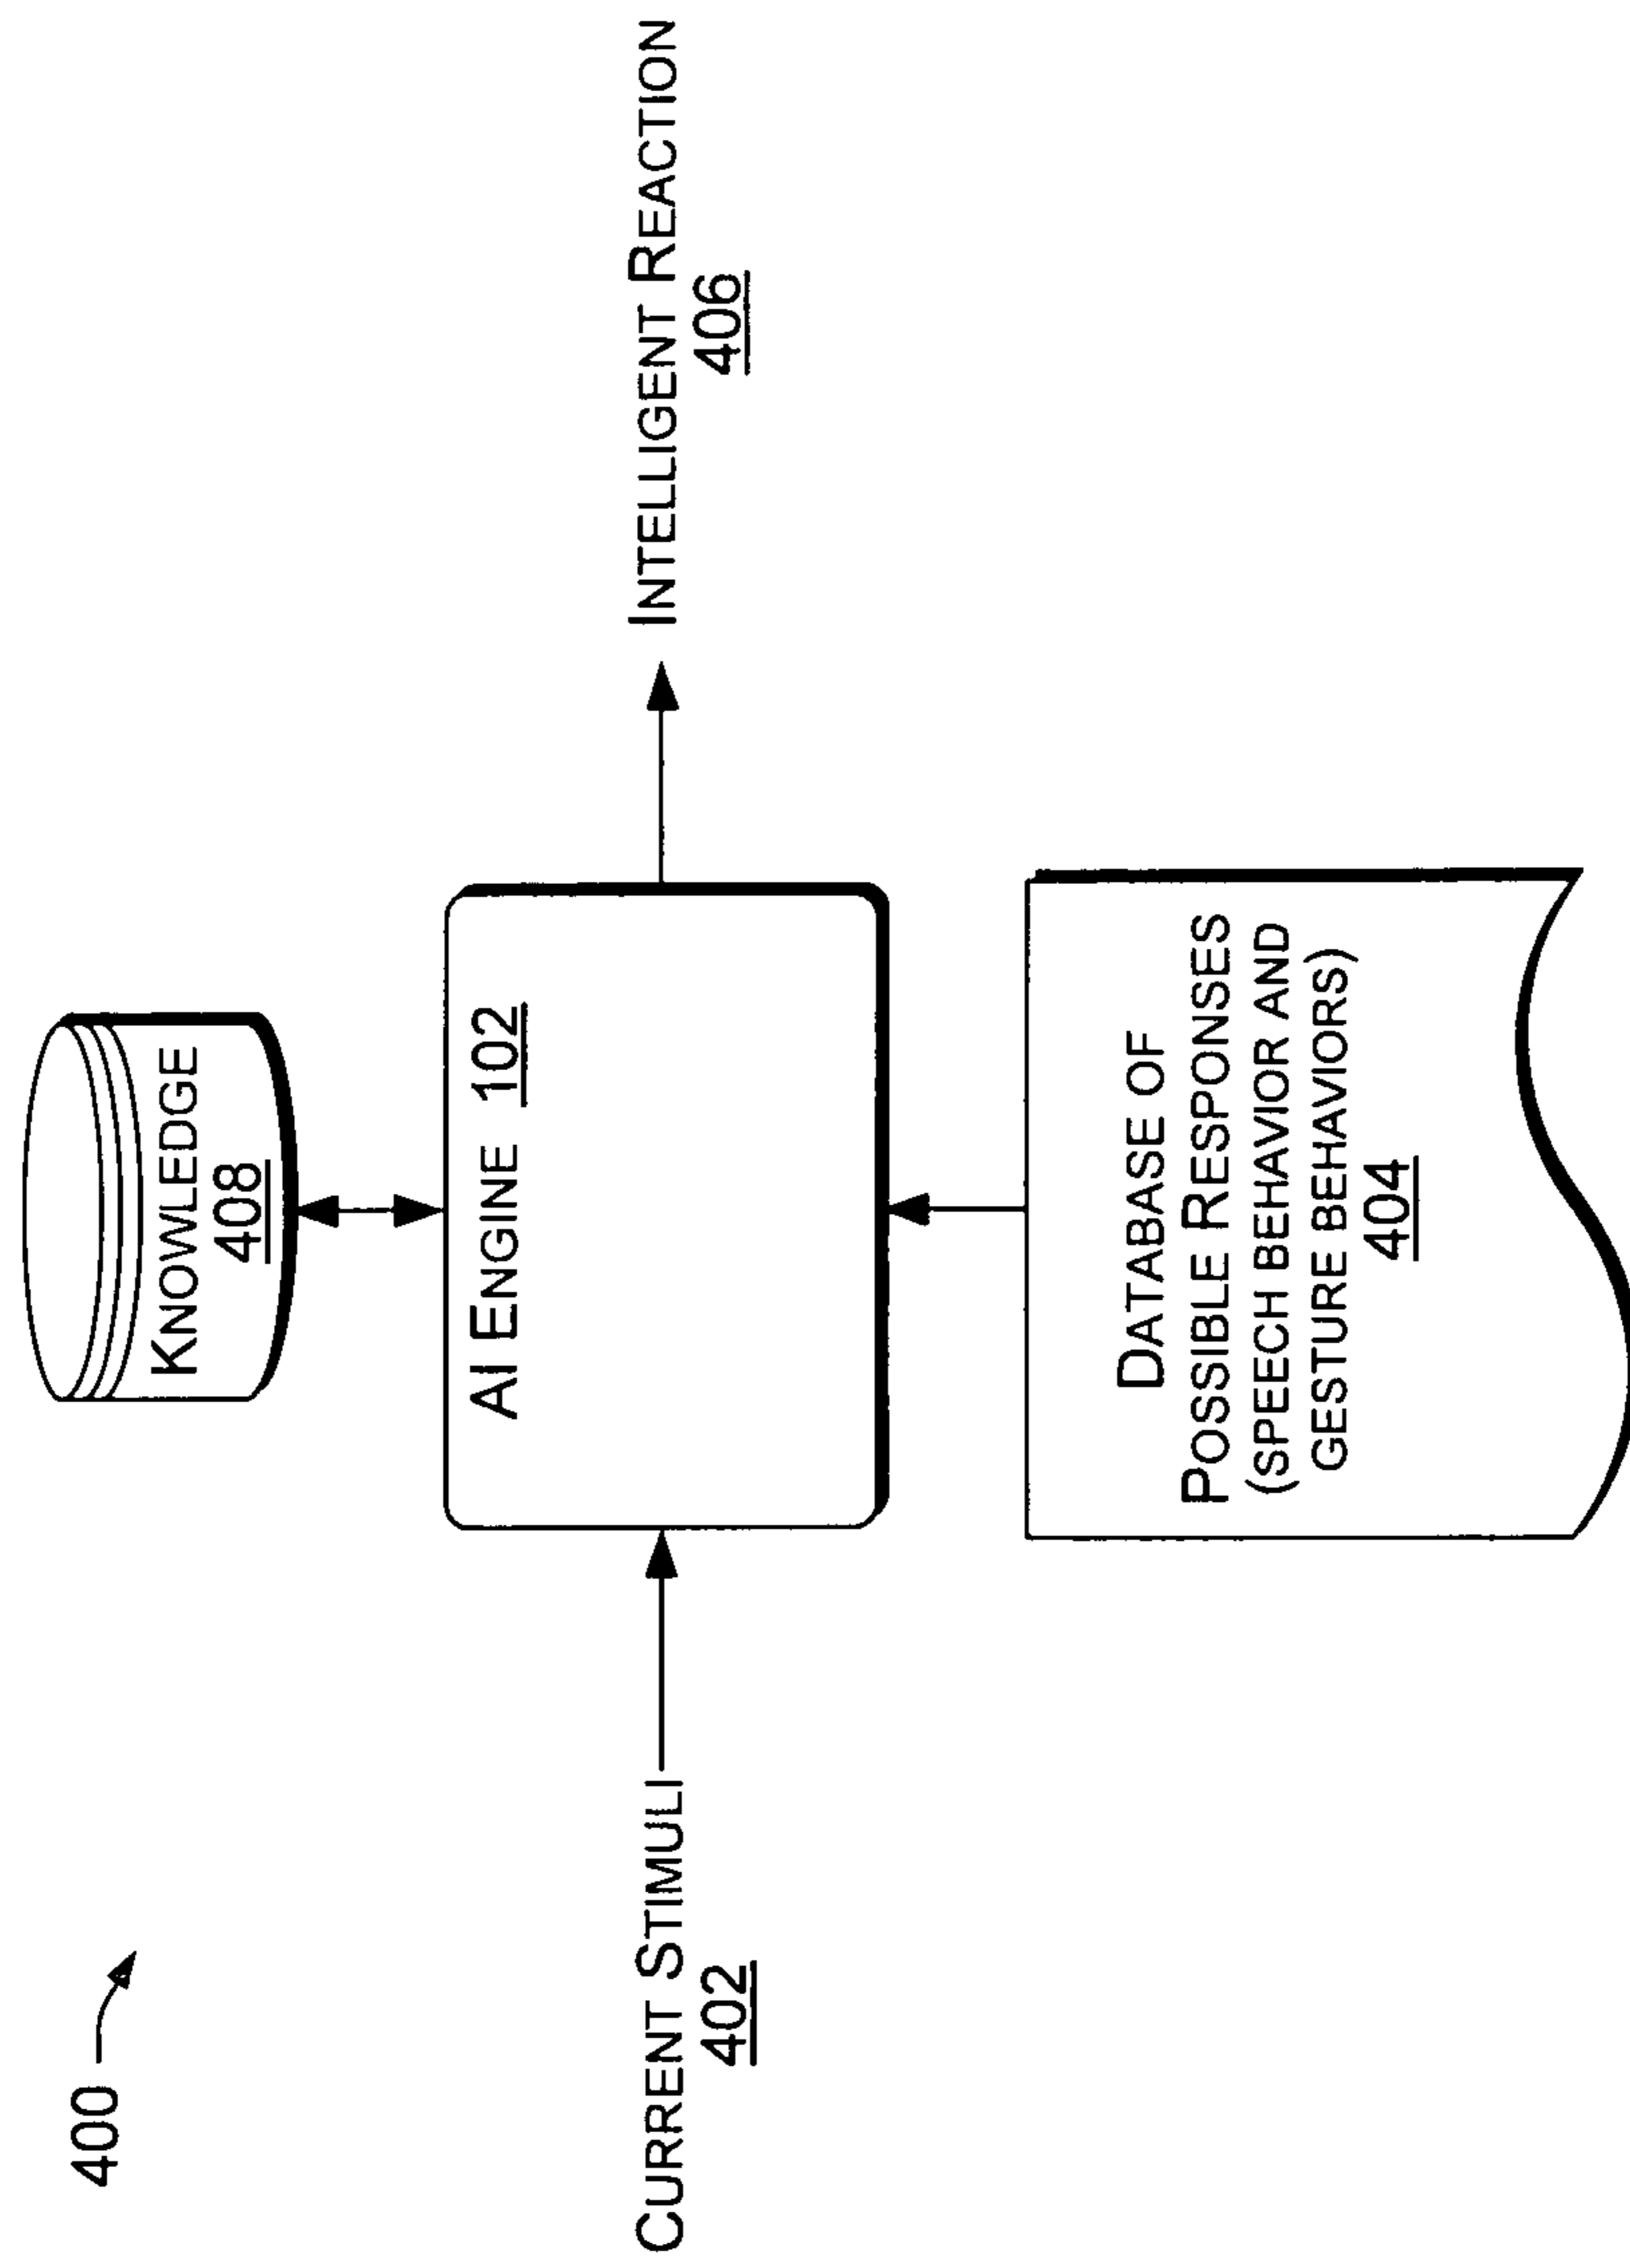 400
KNOWLEDGE
408
AI ENGINE 102
CURRENT STIMULI
402
INTELLIGENT REACTION
406
DATABASE OF
POSSIBLE RESPONSES
(SPEECH BEHAVIOR AND
GESTURE BEHAVIORS)
404